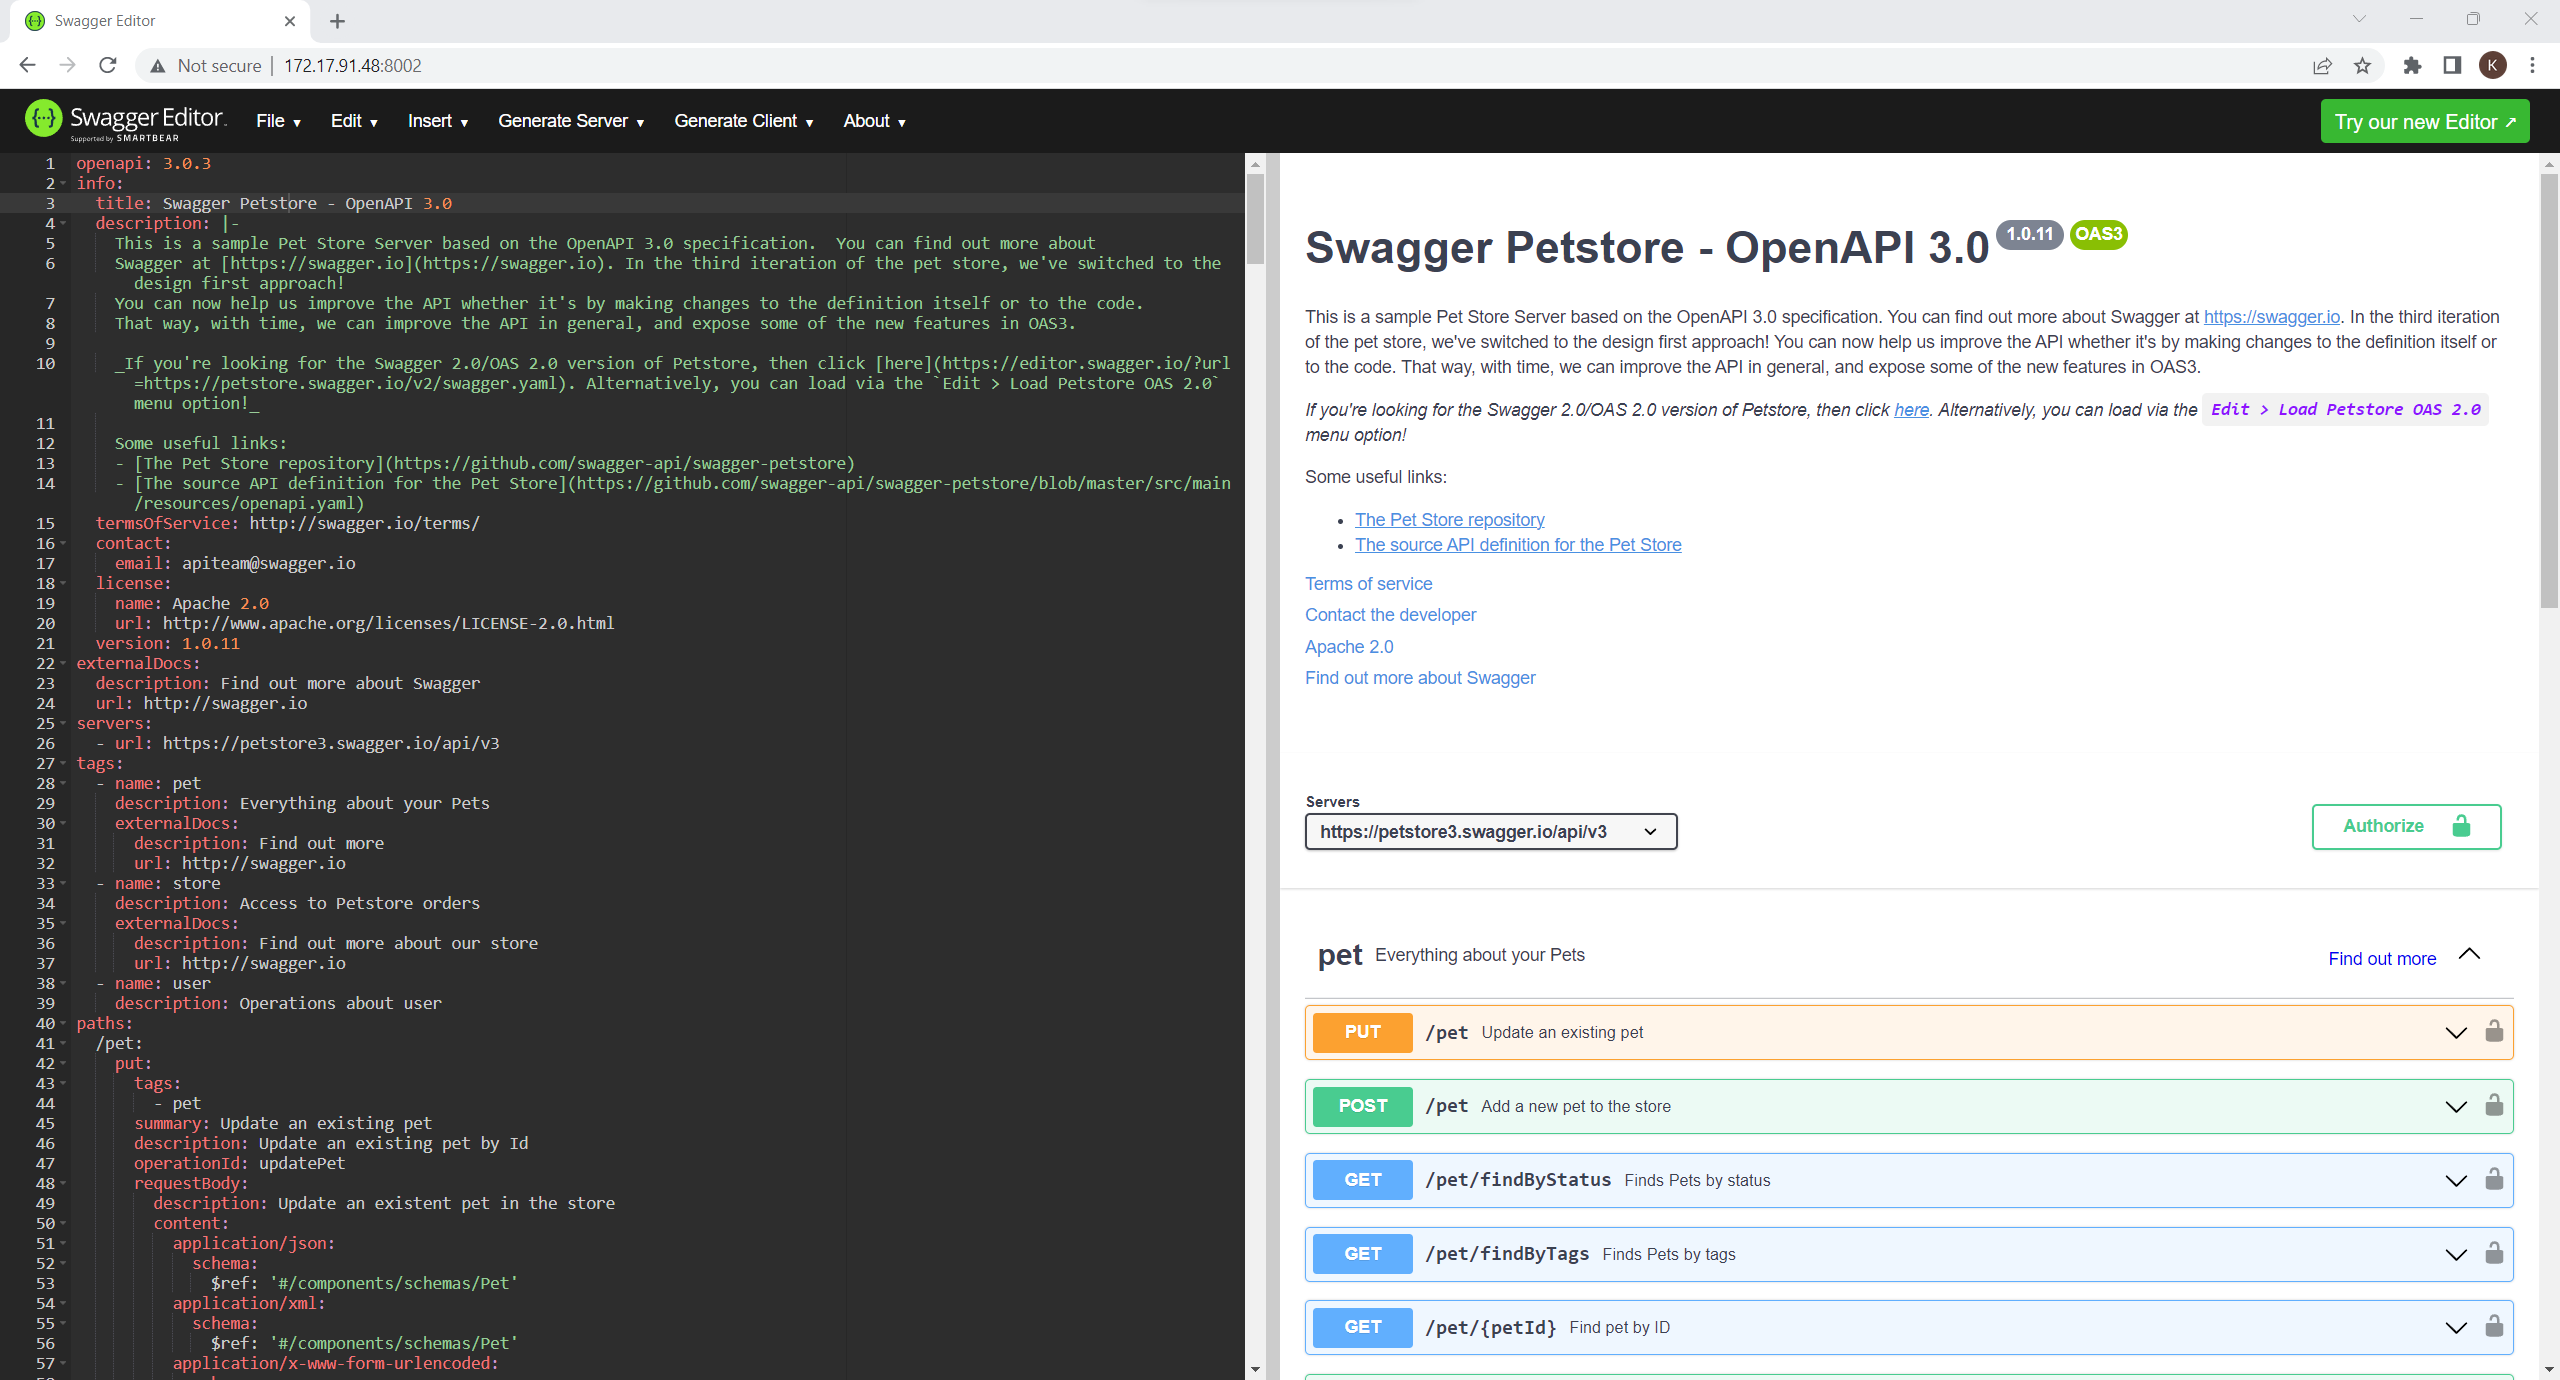 Swagger Editor
Not secure 172.17.91.48:8002
K
Swagger Editor
Supported by SMARTBEAR
File Edit Insert Generate Server Generate Client About
Try our new Editor
1 openapi: 3.0.3
2 info:
3 title: Swagger Petstore - OpenAPI 3.0
4 description: |-
5 This is a sample Pet Store Server based on the OpenAPI 3.0 specification.  You can find out more about
6 Swagger at [https://swagger.io](https://swagger.io). In the third iteration of the pet store, we've switched to the
design first approach!
7 You can now help us improve the API whether it's by making changes to the definition itself or to the code.
8 That way, with time, we can improve the API in general, and expose some of the new features in OAS3.
9
10 _If you're looking for the Swagger 2.0/OAS 2.0 version of Petstore, then click [here](https://editor.swagger.io/?url
=https://petstore.swagger.io/v2/swagger.yaml). Alternatively, you can load via the `Edit > Load Petstore OAS 2.0`
menu option!_
11
12 Some useful links:
13 - [The Pet Store repository](https://github.com/swagger-api/swagger-petstore)
14 - [The source API definition for the Pet Store](https://github.com/swagger-api/swagger-petstore/blob/master/src/main
/resources/openapi.yaml)
15 termsOfService: http://swagger.io/terms/
16 contact:
17 email: apiteam@swagger.io
18 license:
19 name: Apache 2.0
20 url: http://www.apache.org/licenses/LICENSE-2.0.html
21 version: 1.0.11
22 externalDocs:
23 description: Find out more about Swagger
24 url: http://swagger.io
25 servers:
26 - url: https://petstore3.swagger.io/api/v3
27 tags:
28 - name: pet
29 description: Everything about your Pets
30 externalDocs:
31 description: Find out more
32 url: http://swagger.io
33 - name: store
34 description: Access to Petstore orders
35 externalDocs:
36 description: Find out more about our store
37 url: http://swagger.io
38 - name: user
39 description: Operations about user
40 paths:
41 /pet:
42 put:
43 tags:
44 - pet
45 summary: Update an existing pet
46 description: Update an existing pet by Id
47 operationId: updatePet
48 requestBody:
49 description: Update an existent pet in the store
50 content:
51 application/json:
52 schema:
53 $ref: '#/components/schemas/Pet'
54 application/xml:
55 schema:
56 $ref: '#/components/schemas/Pet'
57 application/x-www-form-urlencoded:
Swagger Petstore - OpenAPI 3.0 1.0.11 OAS3
This is a sample Pet Store Server based on the OpenAPI 3.0 specification. You can find out more about Swagger at https://swagger.io. In the third iteration
of the pet store, we've switched to the design first approach! You can now help us improve the API whether it's by making changes to the definition itself or
to the code. That way, with time, we can improve the API in general, and expose some of the new features in OAS3.
If you're looking for the Swagger 2.0/OAS 2.0 version of Petstore, then click here. Alternatively, you can load via the Edit > Load Petstore OAS 2.0
menu option!
Some useful links:
The Pet Store repository
The source API definition for the Pet Store
Terms of service
Contact the developer
Apache 2.0
Find out more about Swagger
Servers
https://petstore3.swagger.io/api/v3
Authorize
pet Everything about your Pets Find out more
PUT /pet Update an existing pet
POST /pet Add a new pet to the store
GET /pet/findByStatus Finds Pets by status
GET /pet/findByTags Finds Pets by tags
GET /pet/{petId} Find pet by ID